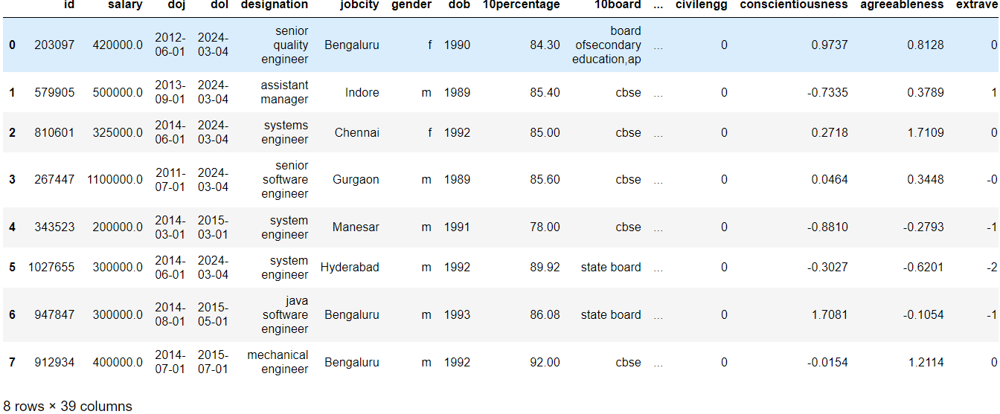 id salary doj dol designation jobcity gender dob 10percentage 10board ... civilengg conscientiousness agreeableness extrave
0 203097 420000.0 2012-06-01 2024-03-04 senior quality engineer Bengaluru f 1990 84.30 board ofsecondary education,ap ... 0 0.9737 0.8128 0
1 579905 500000.0 2013-09-01 2024-03-04 assistant manager Indore m 1989 85.40 cbse ... 0 -0.7335 0.3789 1
2 810601 325000.0 2014-06-01 2024-03-04 systems engineer Chennai f 1992 85.00 cbse ... 0 0.2718 1.7109 0
3 267447 1100000.0 2011-07-01 2024-03-04 senior software engineer Gurgaon m 1989 85.60 cbse ... 0 0.0464 0.3448 -0
4 343523 200000.0 2014-03-01 2015-03-01 system engineer Manesar m 1991 78.00 cbse ... 0 -0.8810 -0.2793 -1
5 1027655 300000.0 2014-06-01 2024-03-04 system engineer Hyderabad m 1992 89.92 state board ... 0 -0.3027 -0.6201 -2
6 947847 300000.0 2014-08-01 2015-05-01 java software engineer Bengaluru m 1993 86.08 state board ... 0 1.7081 -0.1054 -1
7 912934 400000.0 2014-07-01 2015-07-01 mechanical engineer Bengaluru m 1992 92.00 cbse ... 0 -0.0154 1.2114 0
8 rows × 39 columns